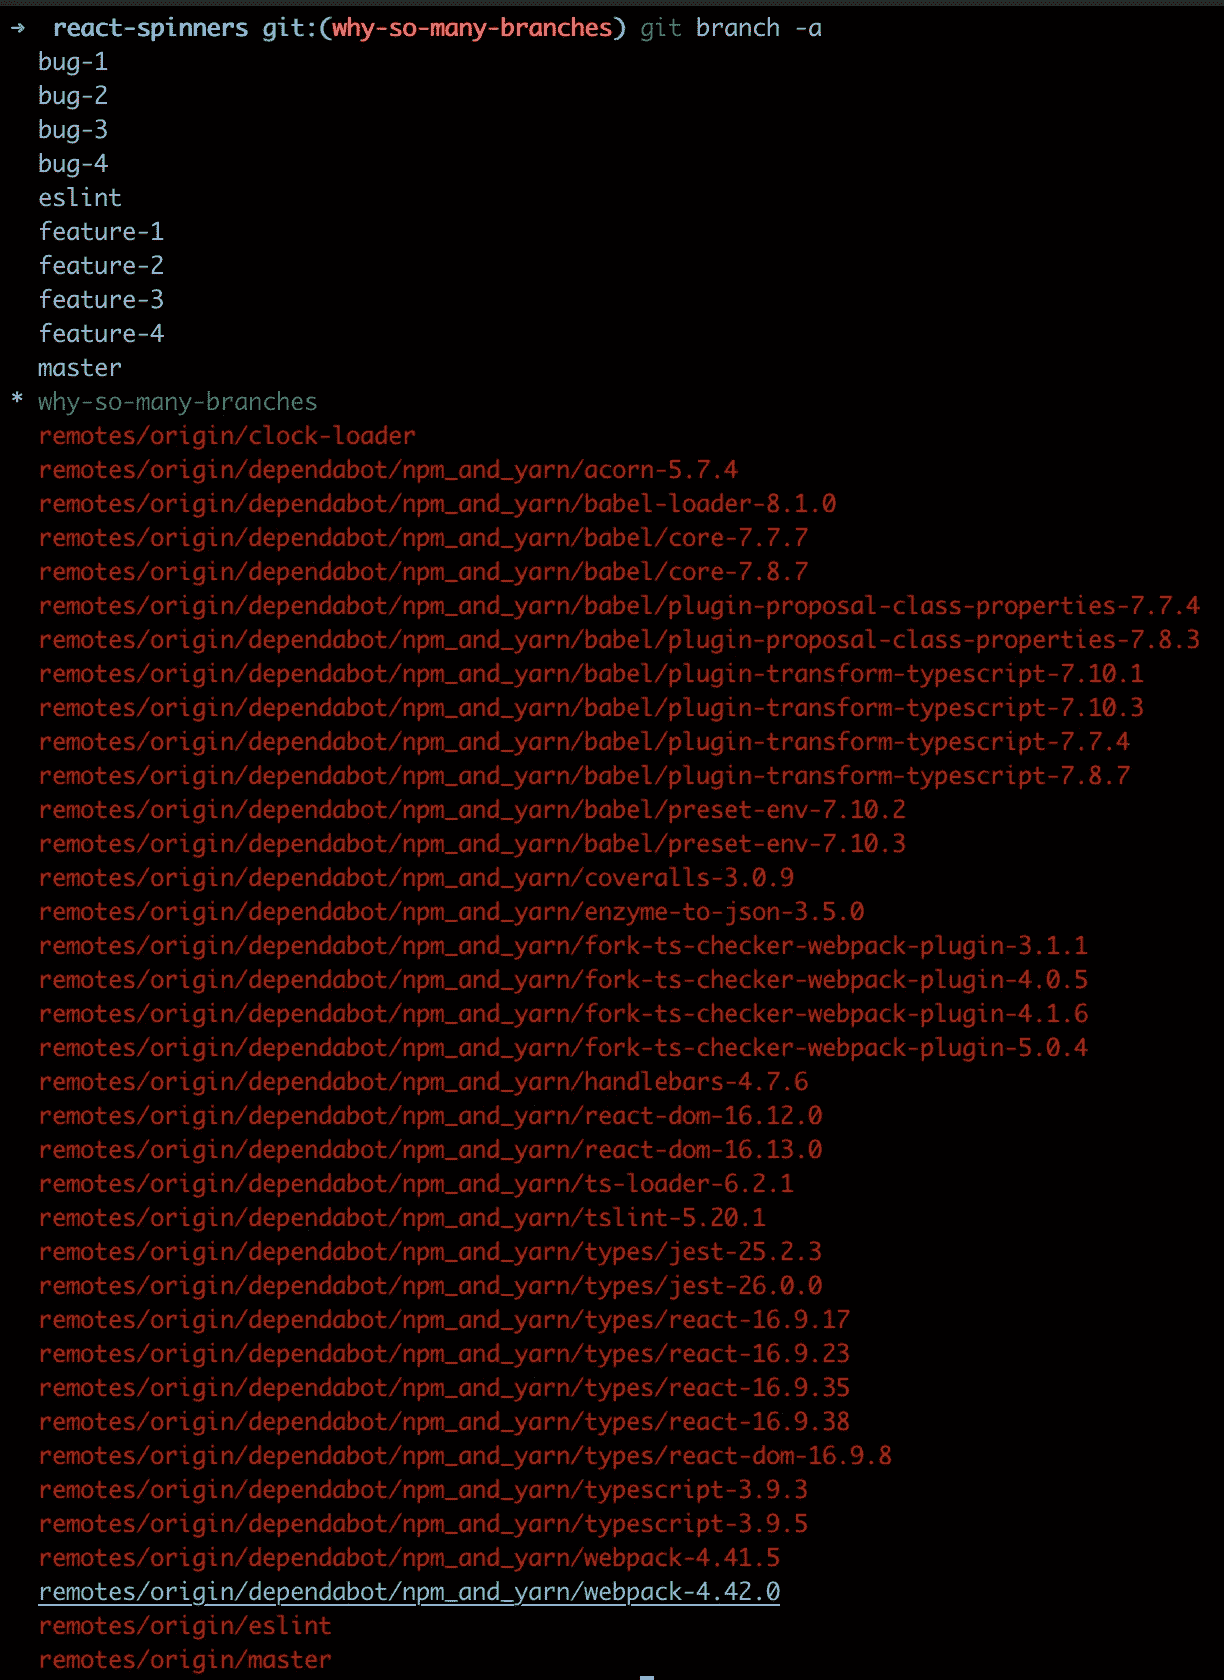 → react-spinners git:(why-so-many-branches) git branch -a
bug-1
bug-2
bug-3
bug-4
eslint
feature-1
feature-2
feature-3
feature-4
master
* why-so-many-branches
remotes/origin/clock-loader
remotes/origin/dependabot/npm_and_yarn/acorn-5.7.4
remotes/origin/dependabot/npm_and_yarn/babel-loader-8.1.0
remotes/origin/dependabot/npm_and_yarn/babel/core-7.7.7
remotes/origin/dependabot/npm_and_yarn/babel/core-7.8.7
remotes/origin/dependabot/npm_and_yarn/babel/plugin-proposal-class-properties-7.7.4
remotes/origin/dependabot/npm_and_yarn/babel/plugin-proposal-class-properties-7.8.3
remotes/origin/dependabot/npm_and_yarn/babel/plugin-transform-typescript-7.10.1
remotes/origin/dependabot/npm_and_yarn/babel/plugin-transform-typescript-7.10.3
remotes/origin/dependabot/npm_and_yarn/babel/plugin-transform-typescript-7.7.4
remotes/origin/dependabot/npm_and_yarn/babel/plugin-transform-typescript-7.8.7
remotes/origin/dependabot/npm_and_yarn/babel/preset-env-7.10.2
remotes/origin/dependabot/npm_and_yarn/babel/preset-env-7.10.3
remotes/origin/dependabot/npm_and_yarn/coveralls-3.0.9
remotes/origin/dependabot/npm_and_yarn/enzyme-to-json-3.5.0
remotes/origin/dependabot/npm_and_yarn/fork-ts-checker-webpack-plugin-3.1.1
remotes/origin/dependabot/npm_and_yarn/fork-ts-checker-webpack-plugin-4.0.5
remotes/origin/dependabot/npm_and_yarn/fork-ts-checker-webpack-plugin-4.1.6
remotes/origin/dependabot/npm_and_yarn/fork-ts-checker-webpack-plugin-5.0.4
remotes/origin/dependabot/npm_and_yarn/handlebars-4.7.6
remotes/origin/dependabot/npm_and_yarn/react-dom-16.12.0
remotes/origin/dependabot/npm_and_yarn/react-dom-16.13.0
remotes/origin/dependabot/npm_and_yarn/ts-loader-6.2.1
remotes/origin/dependabot/npm_and_yarn/tslint-5.20.1
remotes/origin/dependabot/npm_and_yarn/types/jest-25.2.3
remotes/origin/dependabot/npm_and_yarn/types/jest-26.0.0
remotes/origin/dependabot/npm_and_yarn/types/react-16.9.17
remotes/origin/dependabot/npm_and_yarn/types/react-16.9.23
remotes/origin/dependabot/npm_and_yarn/types/react-16.9.35
remotes/origin/dependabot/npm_and_yarn/types/react-16.9.38
remotes/origin/dependabot/npm_and_yarn/types/react-dom-16.9.8
remotes/origin/dependabot/npm_and_yarn/typescript-3.9.3
remotes/origin/dependabot/npm_and_yarn/typescript-3.9.5
remotes/origin/dependabot/npm_and_yarn/webpack-4.41.5
remotes/origin/dependabot/npm_and_yarn/webpack-4.42.0
remotes/origin/eslint
remotes/origin/master